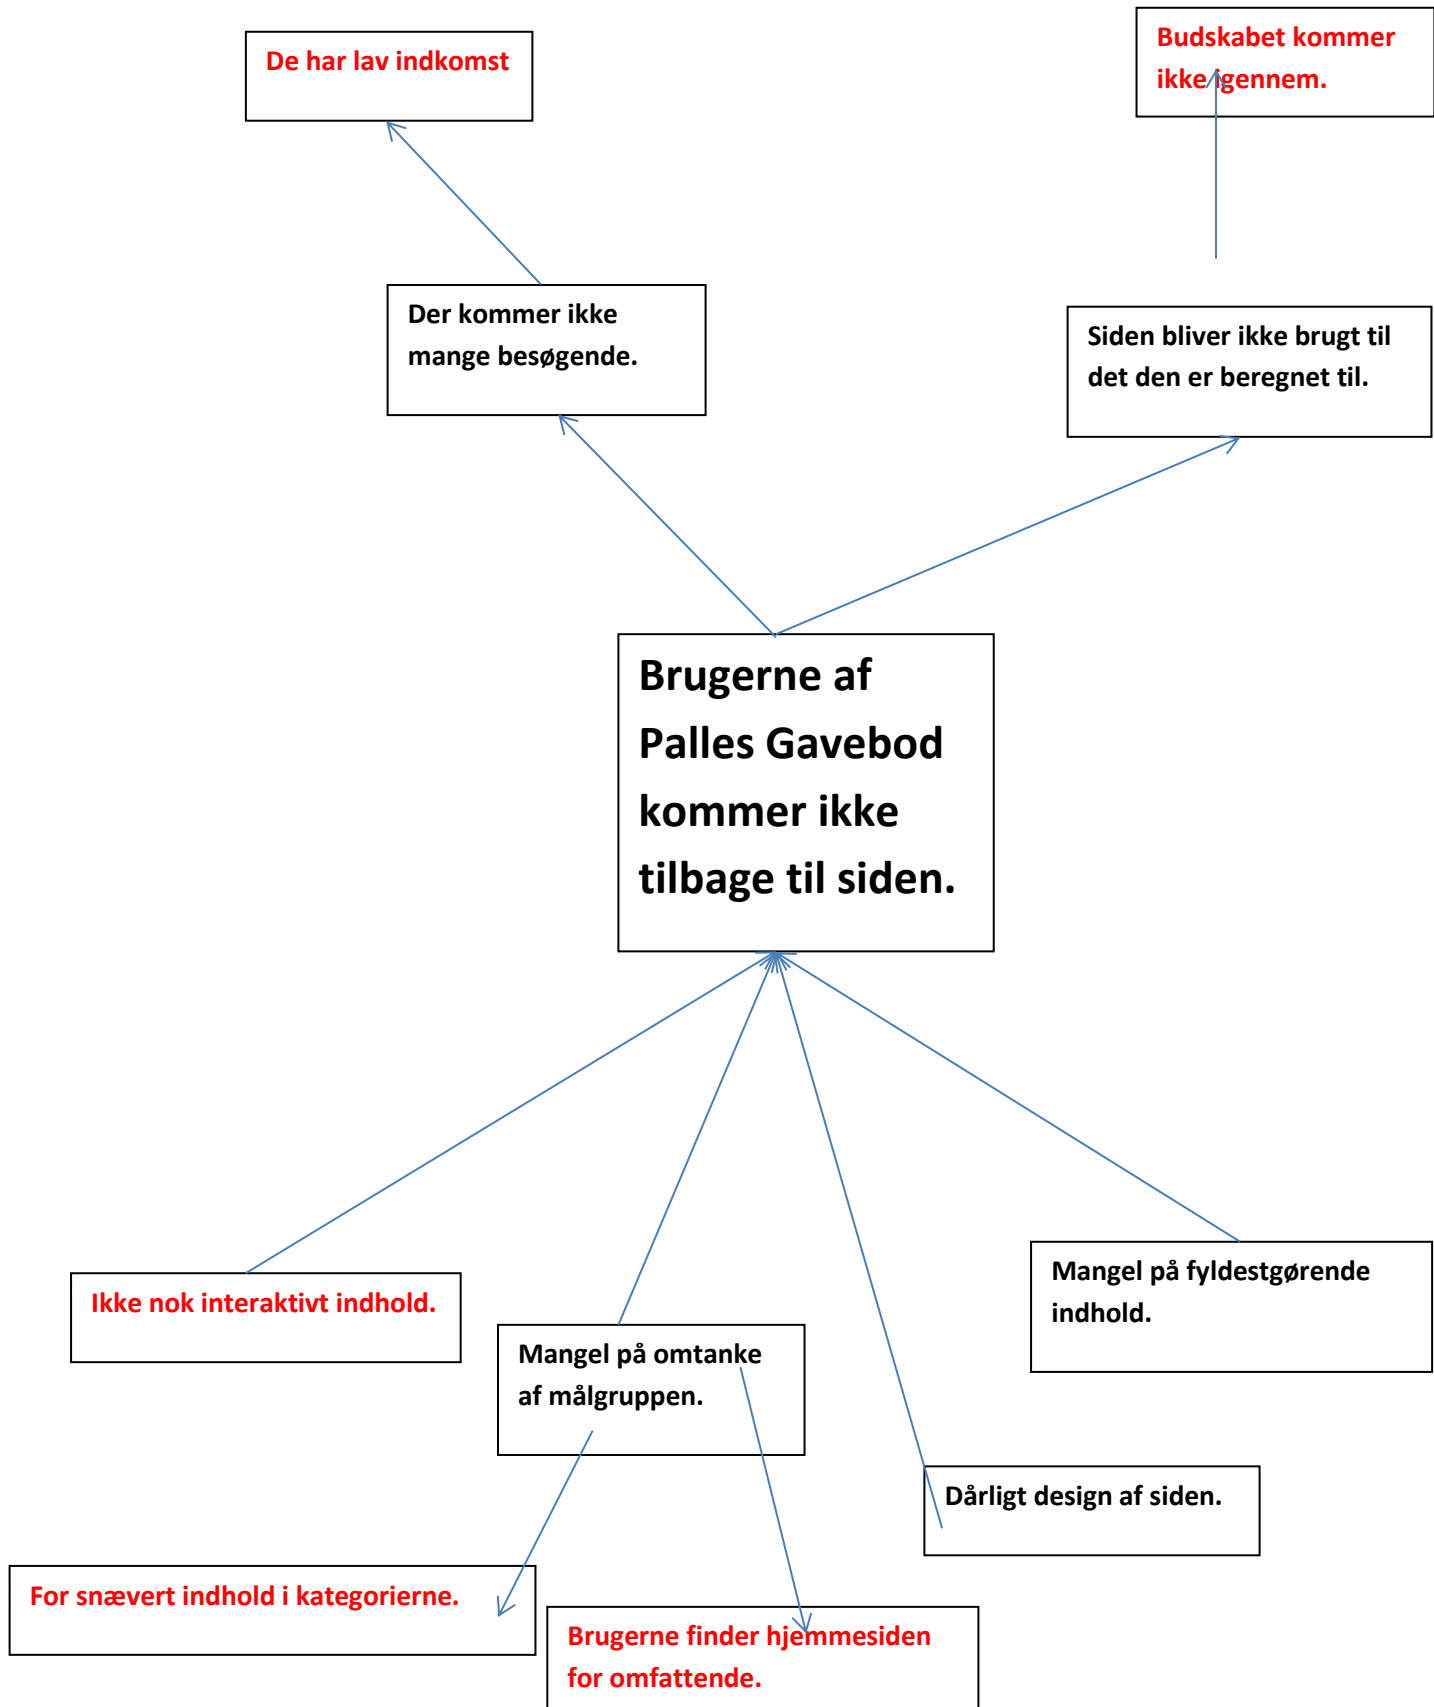 De har lav indkomst
Budskabet kommer
ikke igennem.
Der kommer ikke
mange besøgende.
Siden bliver ikke brugt til
det den er beregnet til.
Brugerne af
Palles Gavebod
kommer ikke
tilbage til siden.
Ikke nok interaktivt indhold.
Mangel på fyldestgørende
indhold.
Mangel på omtanke
af målgruppen.
Dårligt design af siden.
For snævert indhold i kategorierne.
Brugerne finder hjemmesiden
for omfattende.